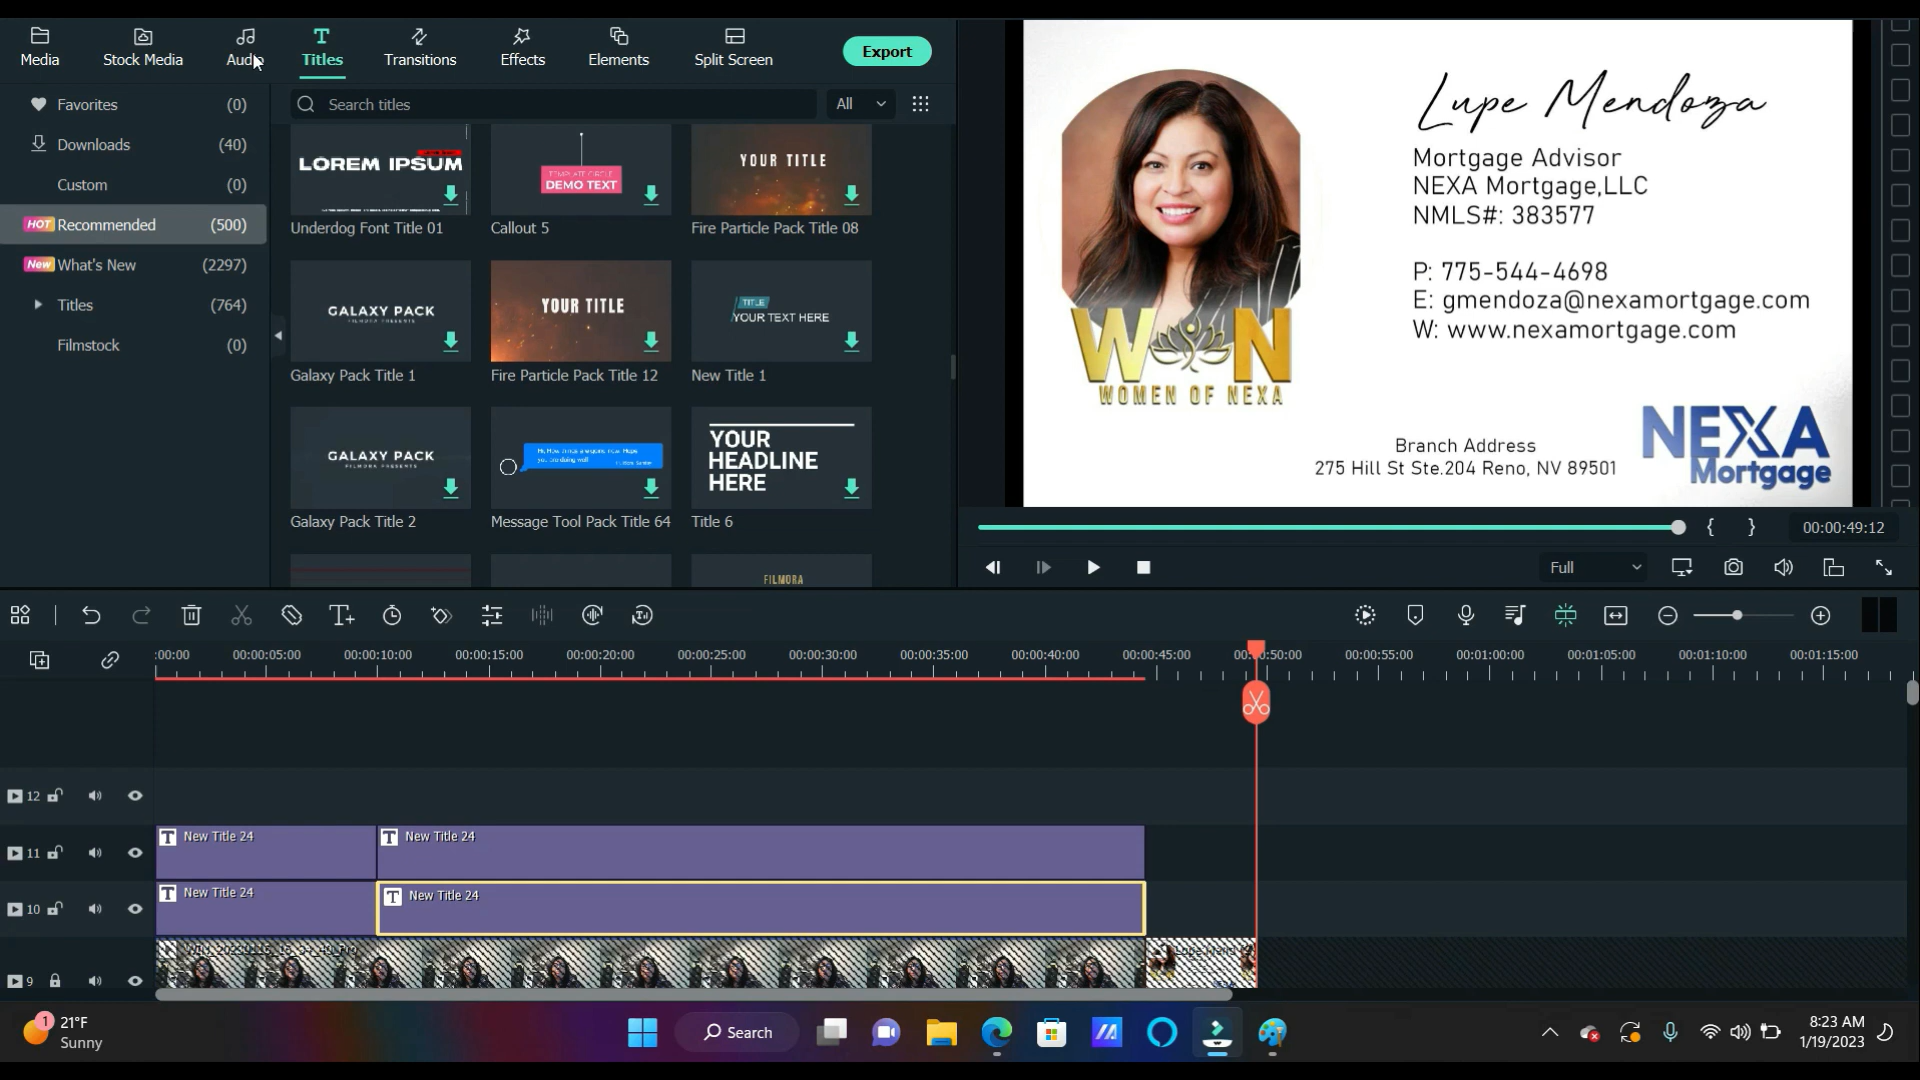 Media
Stock Media
Audio
Titles
Transitions
Effects
Elements
Split Screen
Export
Favorites (0)
Downloads (40)
Custom (0)
HOT Recommended (500)
New What's New (2297)
Titles (764)
Filmstock (0)
Search titles
All
LOREM IPSUM
TEMPLATE CIRCLE
DEMO TEXT
YOUR TITLE
Underdog Font Title 01
Callout 5
Fire Particle Pack Title 08
GALAXY PACK
FILMORA PRESENTS
YOUR TITLE
TITLE
YOUR TEXT HERE
Galaxy Pack Title 1
Fire Particle Pack Title 12
New Title 1
GALAXY PACK
FILMORA PRESENTS
YOUR
HEADLINE
HERE
Galaxy Pack Title 2
Message Tool Pack Title 64
Title 6
FILMORA
Lupe Mendoza
Mortgage Advisor
NEXA Mortgage,LLC
NMLS#: 383577
P: 775-544-4698
E: gmendoza@nexamortgage.com
W: www.nexamortgage.com
WON
WOMEN OF NEXA
Branch Address
275 Hill St Ste.204 Reno, NV 89501
NEXA
Mortgage
{ } 00:00:49:12
Full
:00:00
00:00:05:00
00:00:10:00
00:00:15:00
00:00:20:00
00:00:25:00
00:00:30:00
00:00:35:00
00:00:40:00
00:00:45:00
00:00:50:00
00:00:55:00
00:01:00:00
00:01:05:00
00:01:10:00
00:01:15:00
12
11
New Title 24
New Title 24
10
New Title 24
New Title 24
9
1
21°F
Sunny
Search
8:23 AM
1/19/2023